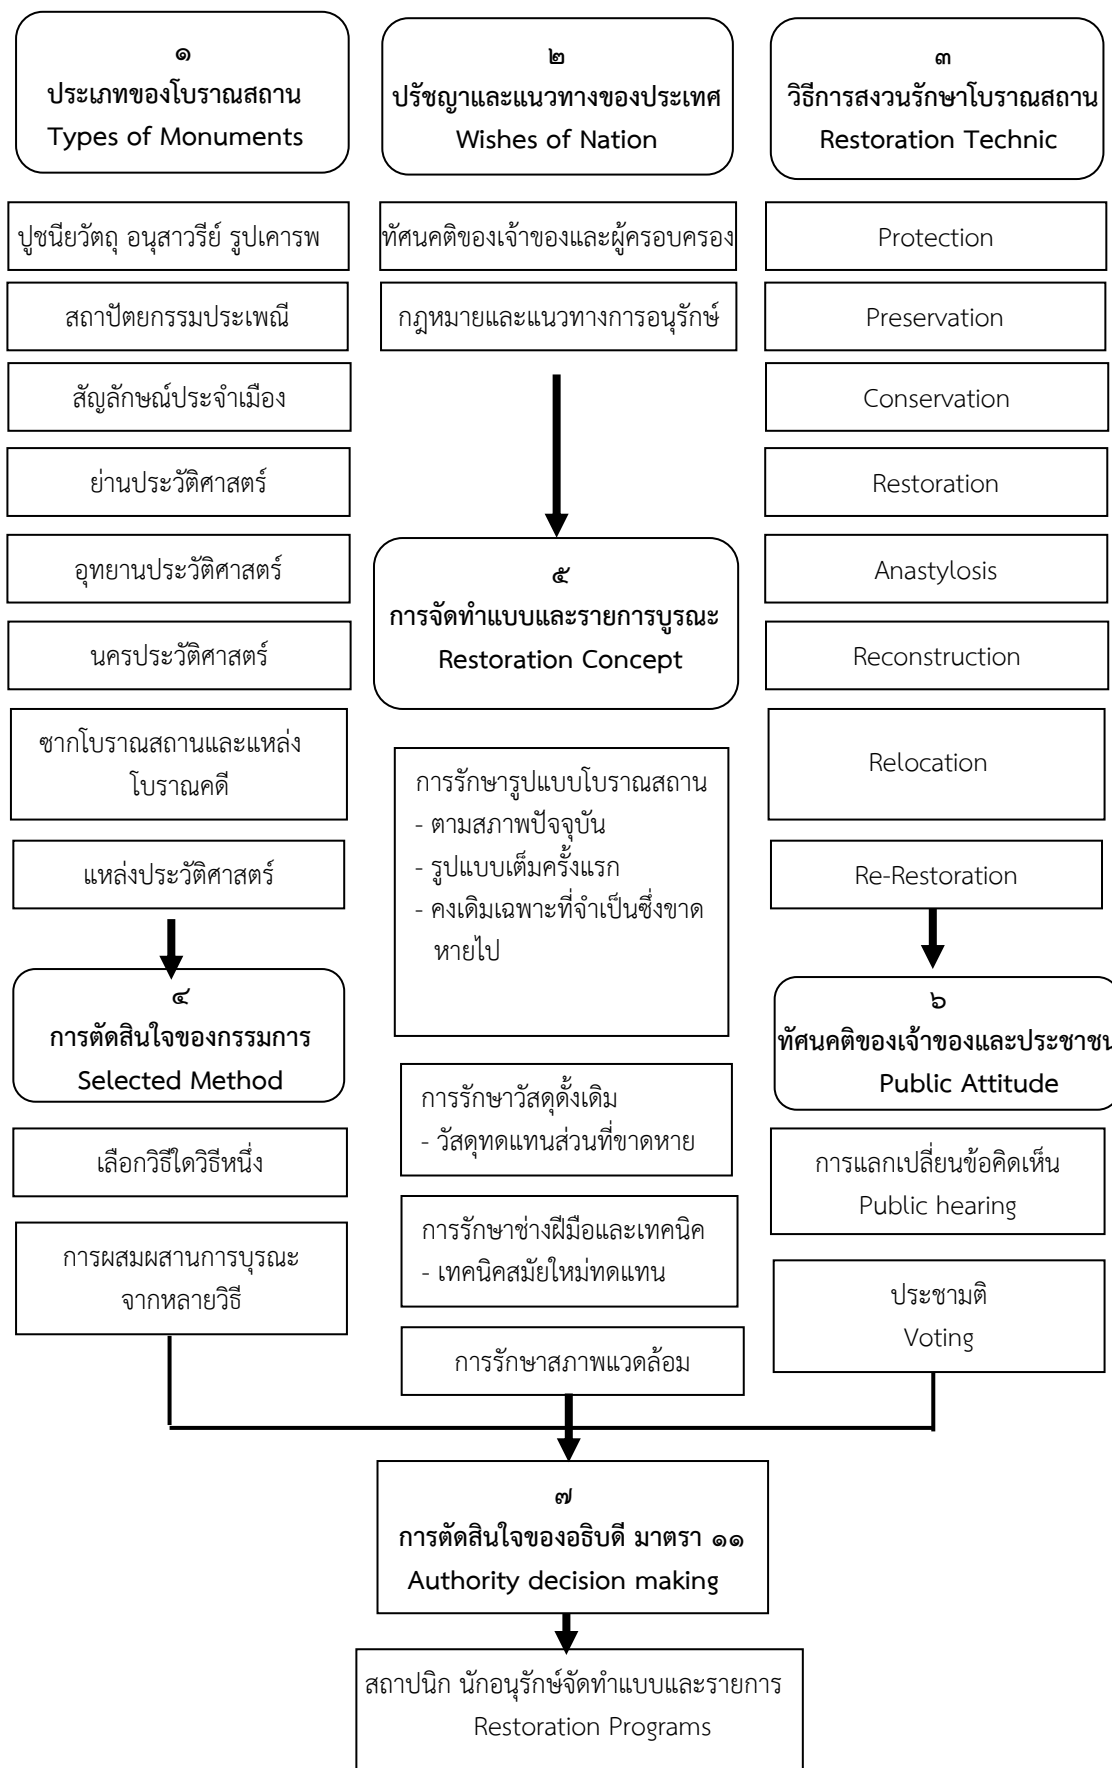 ๑
ประเภทของโบราณสถาน
Types of Monuments
๒
ปรัชญาและแนวทางของประเทศ
Wishes of Nation
๓
วิธีการสงวนรักษาโบราณสถาน
Restoration Technic
ปูชนียวัตถุ อนุสาวรีย์ รูปเคารพ
สถาปัตยกรรมประเพณี
สัญลักษณ์ประจำเมือง
ย่านประวัติศาสตร์
อุทยานประวัติศาสตร์
นครประวัติศาสตร์
ซากโบราณสถานและแหล่ง
โบราณคดี
แหล่งประวัติศาสตร์
ทัศนคติของเจ้าของและผู้ครอบครอง
กฎหมายและแนวทางการอนุรักษ์
Protection
Preservation
Conservation
Restoration
Anastylosis
Reconstruction
Relocation
Re-Restoration
๔
การตัดสินใจของกรรมการ
Selected Method
เลือกวิธีใดวิธีหนึ่ง
การผสมผสานการบุรณะ
จากหลายวิธี
๕
การจัดทำแบบและรายการบูรณะ
Restoration Concept
การรักษารูปแบบโบราณสถาน
- ตามสภาพปัจจุบัน
- รูปแบบเต็มครั้งแรก
- คงเดิมเฉพาะที่จำเป็นซึ่งขาด
หายไป
การรักษาวัสดุดั้งเดิม
- วัสดุทดแทนส่วนที่ขาดหาย
การรักษาช่างฝีมือและเทคนิค
- เทคนิคสมัยใหม่ทดแทน
การรักษาสภาพแวดล้อม
๖
ทัศนคติของเจ้าของและประชาชน
Public Attitude
การแลกเปลี่ยนข้อคิดเห็น
Public hearing
ประชามติ
Voting
๗
การตัดสินใจของอธิบดี มาตรา ๑๑
Authority decision making
สถาปนิก นักอนุรักษ์จัดทำแบบและรายการ
Restoration Programs